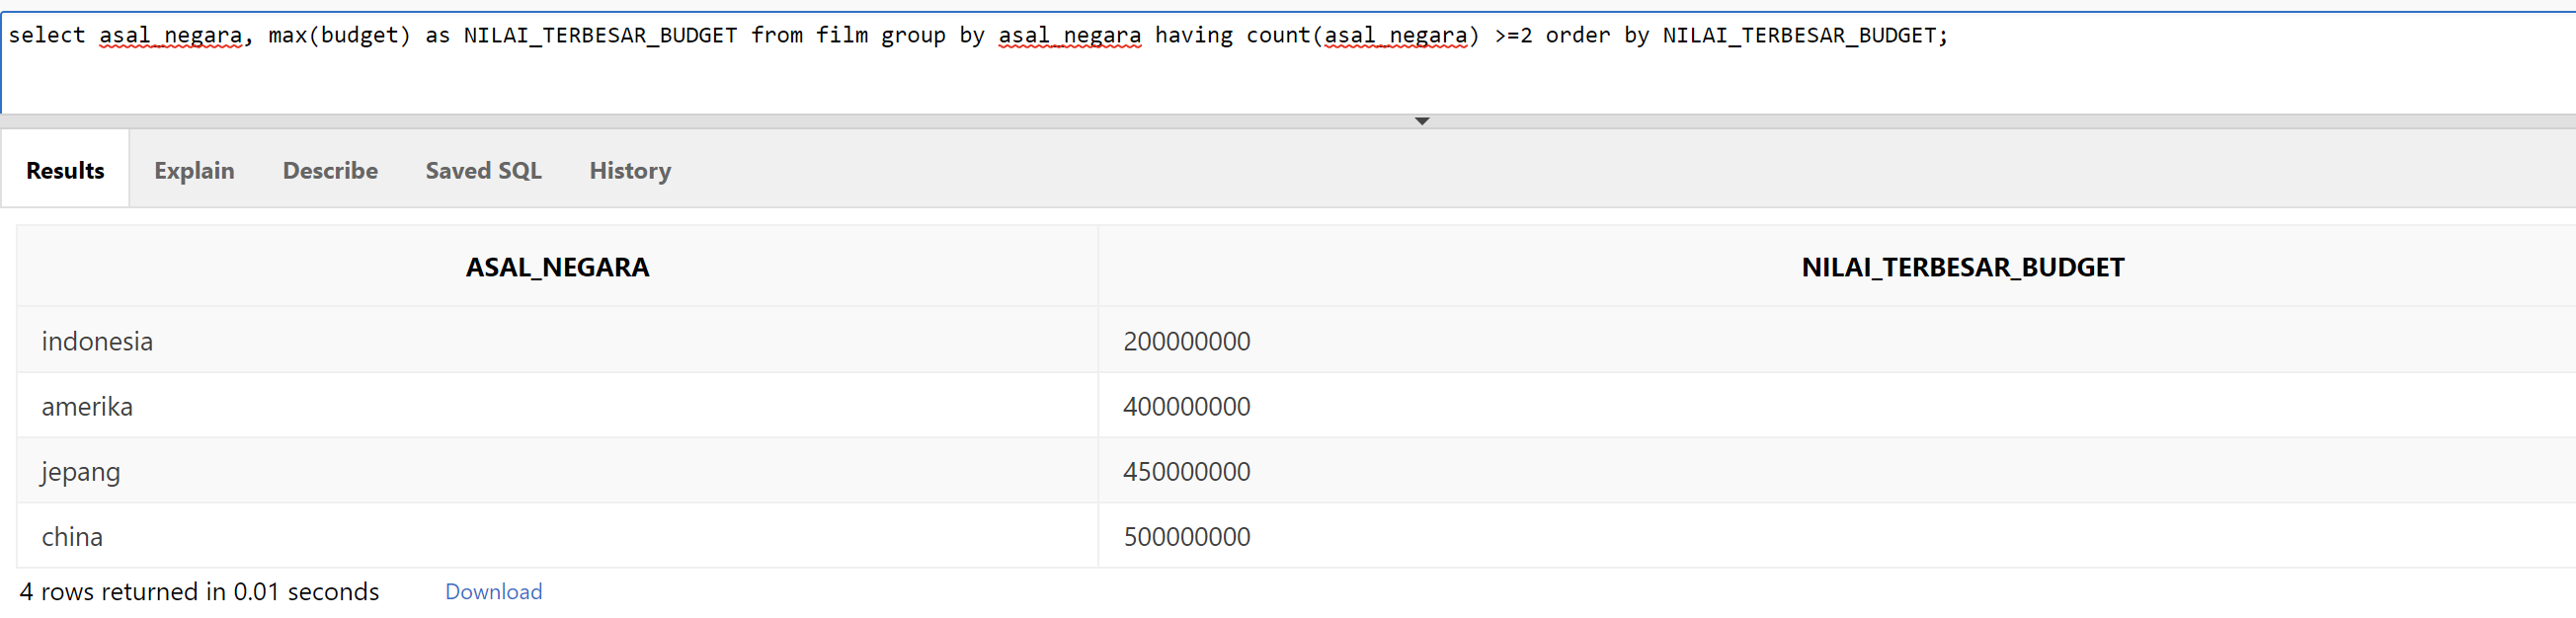 select asal_negara, max(budget) as NILAI_TERBESAR_BUDGET from film group by asal_negara having count(asal_negara) >=2 order by NILAI_TERBESAR_BUDGET;
Results Explain Describe Saved SQL History
ASAL_NEGARA NILAI_TERBESAR_BUDGET
indonesia 200000000
amerika 400000000
jepang 450000000
china 500000000
4 rows returned in 0.01 seconds Download